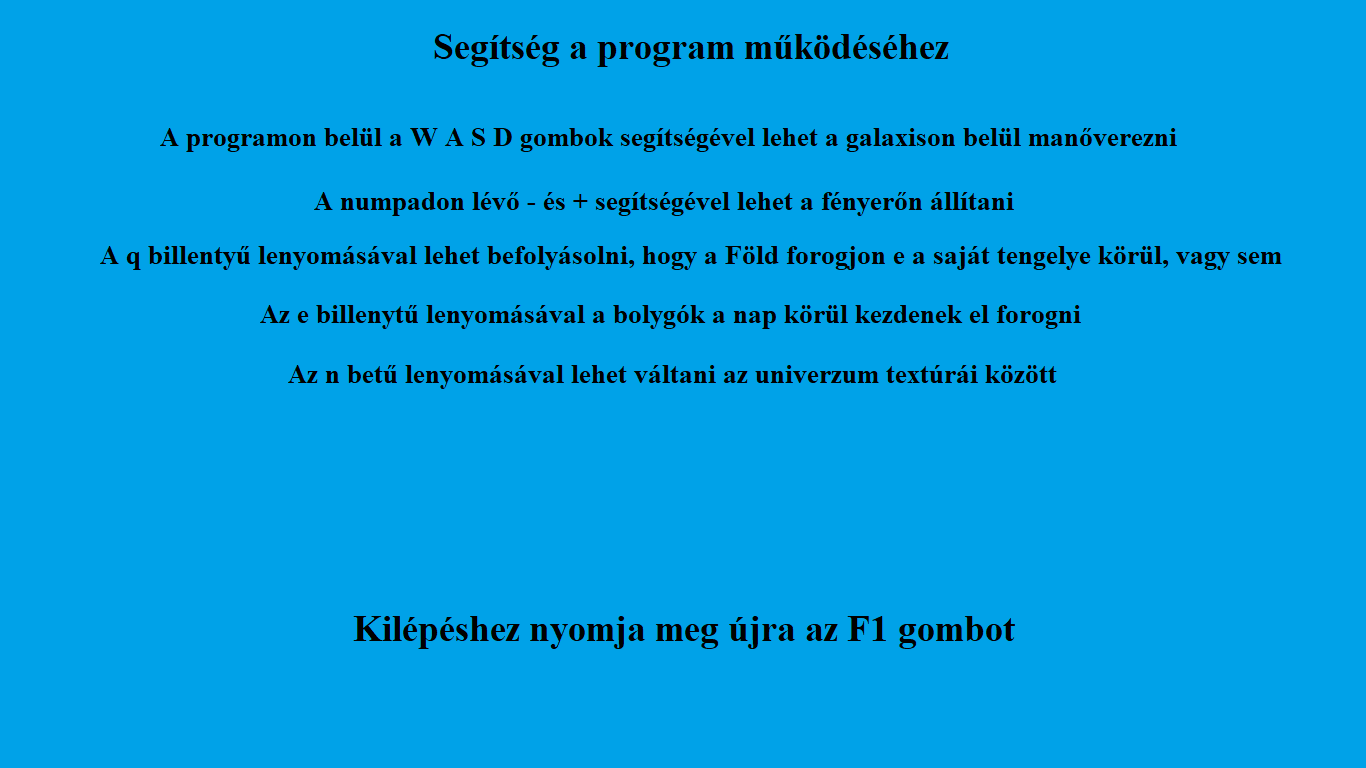 Segítség a program működéséhez
A programon belül a W A S D gombok segítségével lehet a galaxison belül manőverezni
A numpadon lévő - és + segítségével lehet a fényerőn állítani
A q billentyű lenyomásával lehet befolyásolni, hogy a Föld forogjon e a saját tengelye körül, vagy sem
Az e billenytű lenyomásával a bolygók a nap körül kezdenek el forogni
Az n betű lenyomásával lehet váltani az univerzum textúrái között
Kilépéshez nyomja meg újra az F1 gombot